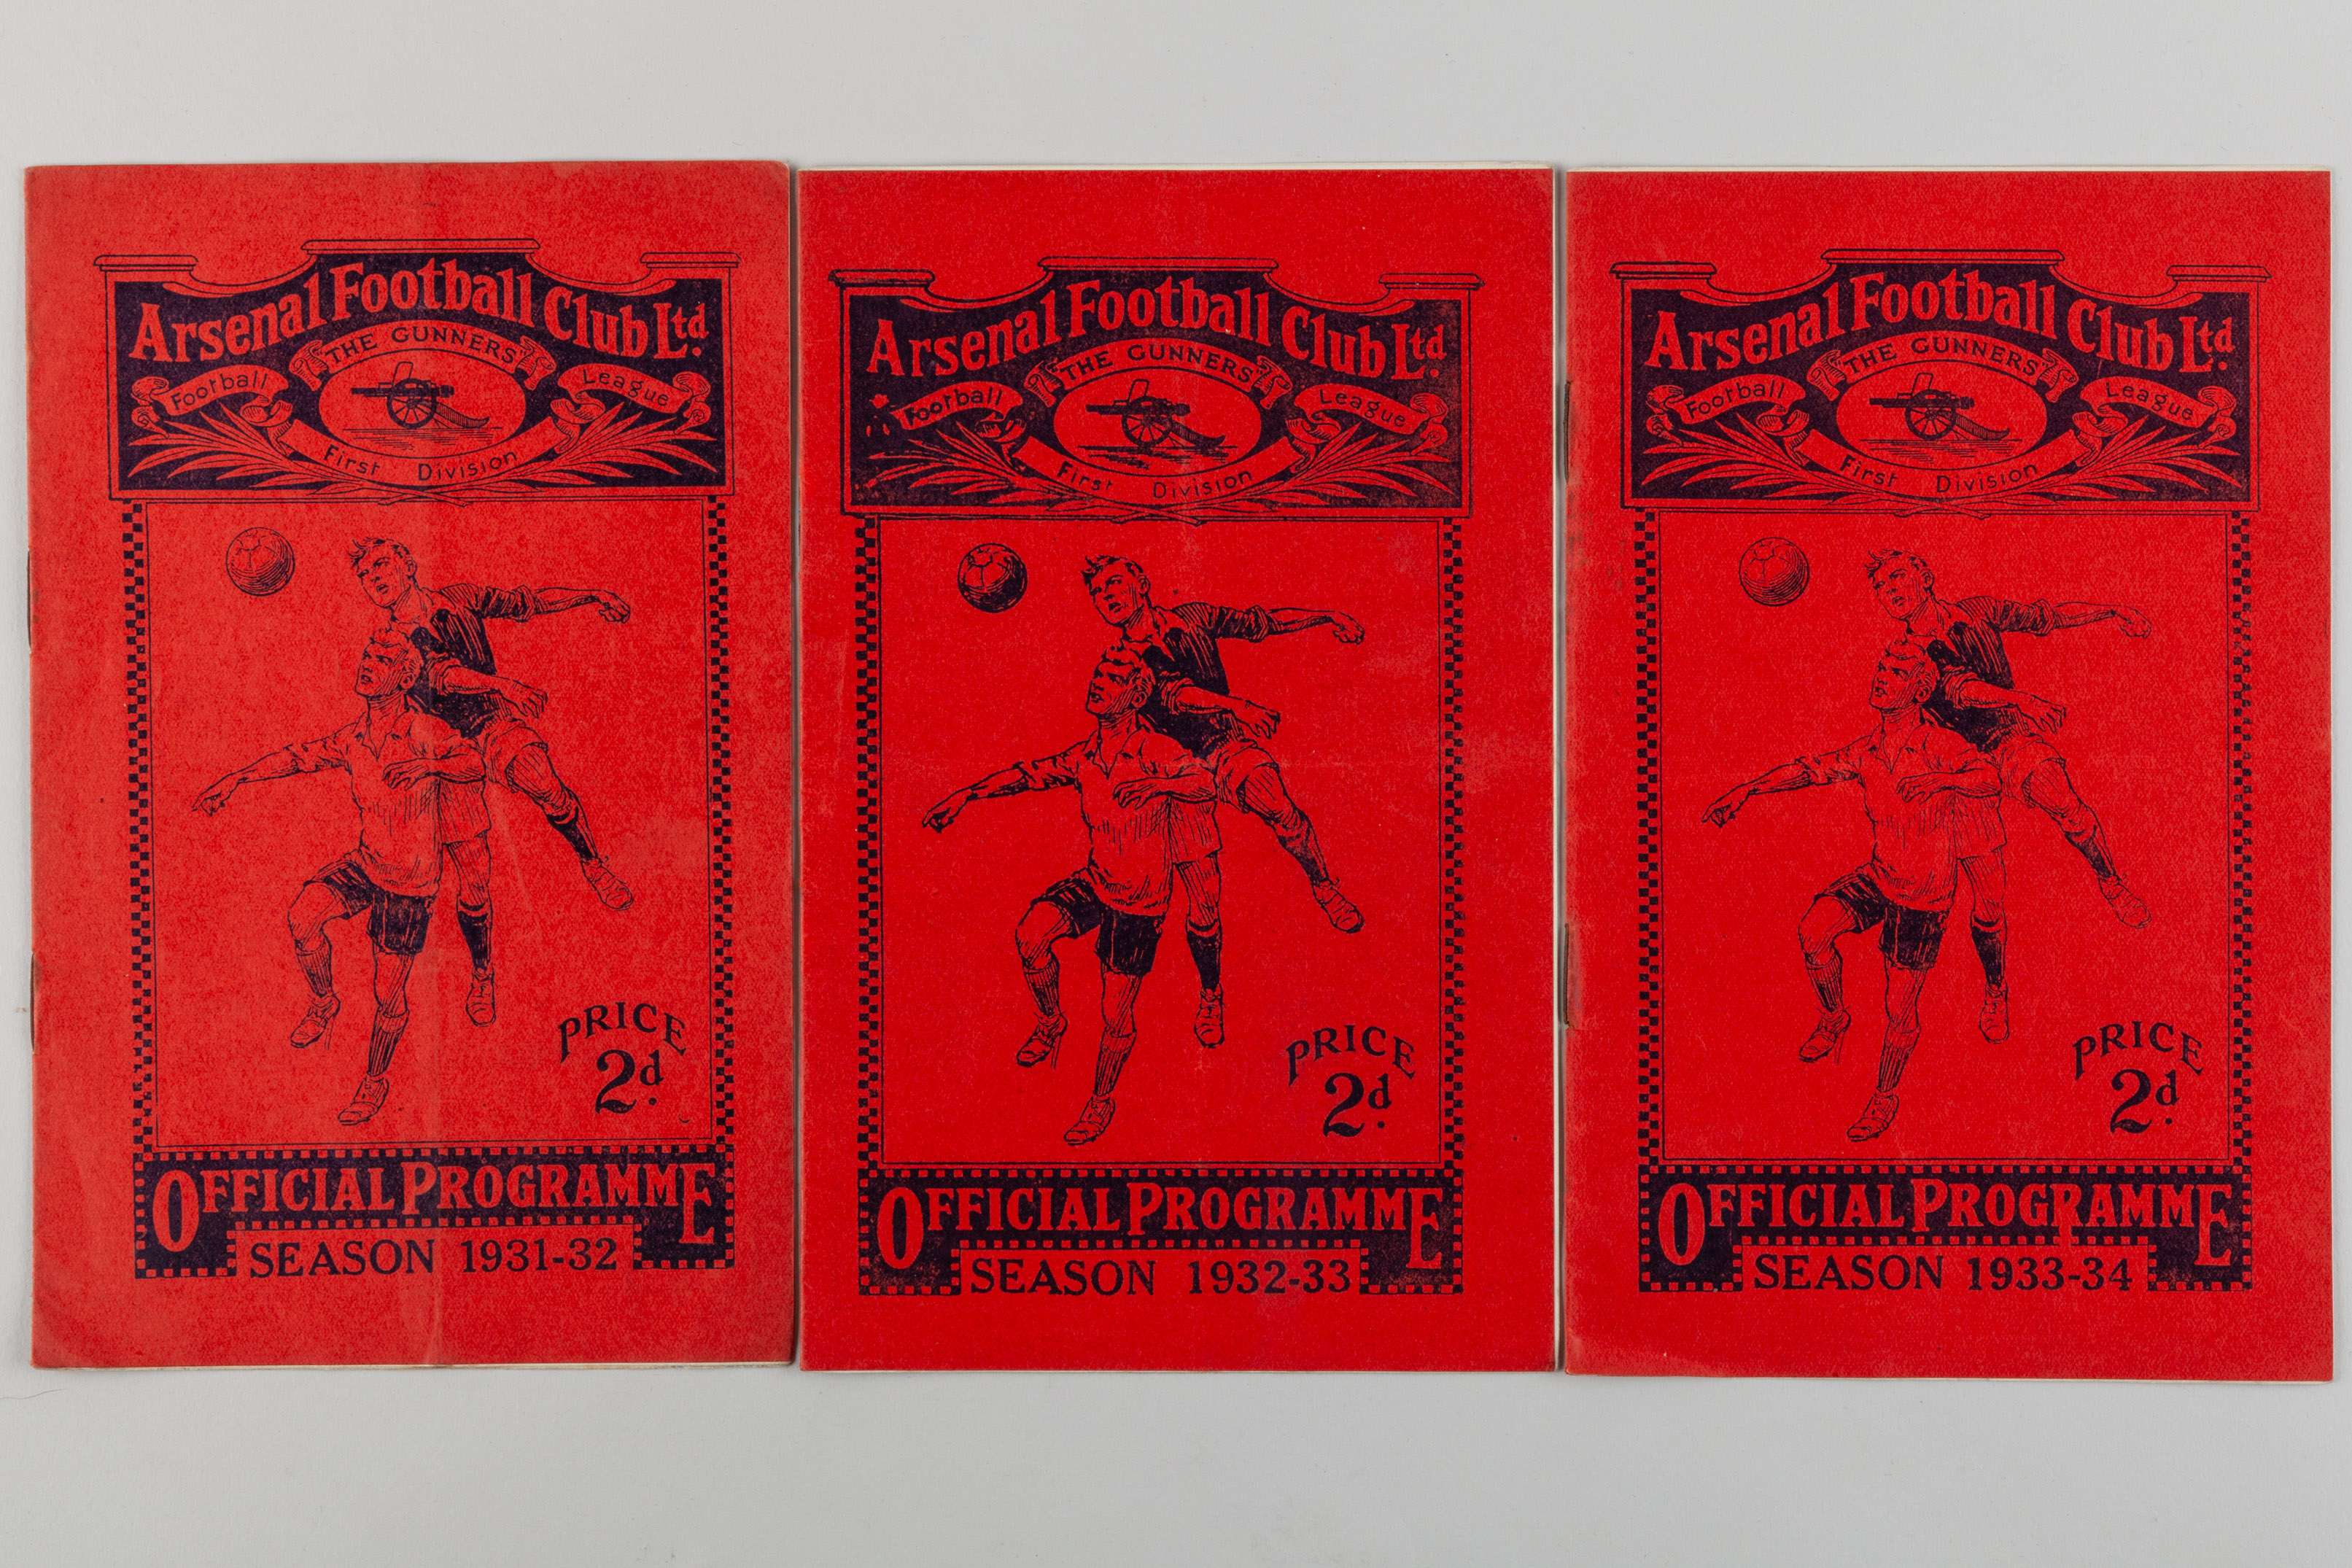 Arsenal Football Club Ltd.
THE GUNNERS
Football League
First Division
PRICE
2d.
OFFICIAL PROGRAMME
SEASON 1931-32
Arsenal Football Club Ltd.
THE GUNNERS
Football League
First Division
PRICE
2d.
OFFICIAL PROGRAMME
SEASON 1932-33
Arsenal Football Club Ltd.
THE GUNNERS
Football League
First Division
PRICE
2d.
OFFICIAL PROGRAMME
SEASON 1933-34